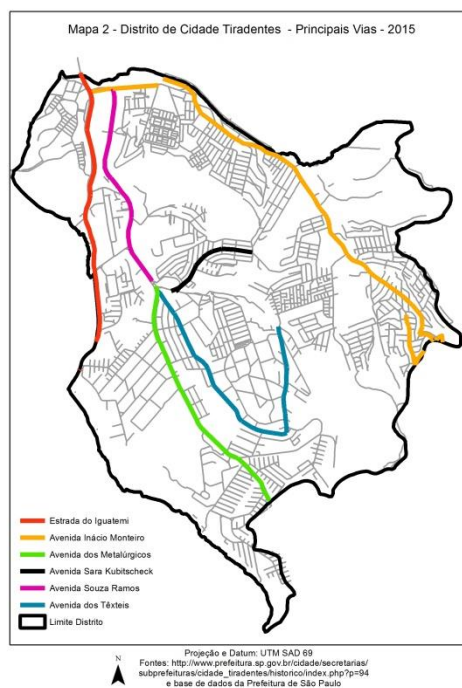 Mapa 2 - Distrito de Cidade Tiradentes - Principais Vias - 2015
Estrada do Iguatemi
Avenida Inácio Monteiro
Avenida dos Metalúrgicos
Avenida Sara Kubitscheck
Avenida Souza Ramos
Avenida dos Têxteis
Limite Distrito
N
Projeção e Datum: UTM SAD 69
Fontes: http://www.prefeitura.sp.gov.br/cidade/secretarias/
subprefeituras/cidade_tiradentes/historico/index.php?p=94
e base de dados da Prefeitura de São Paulo